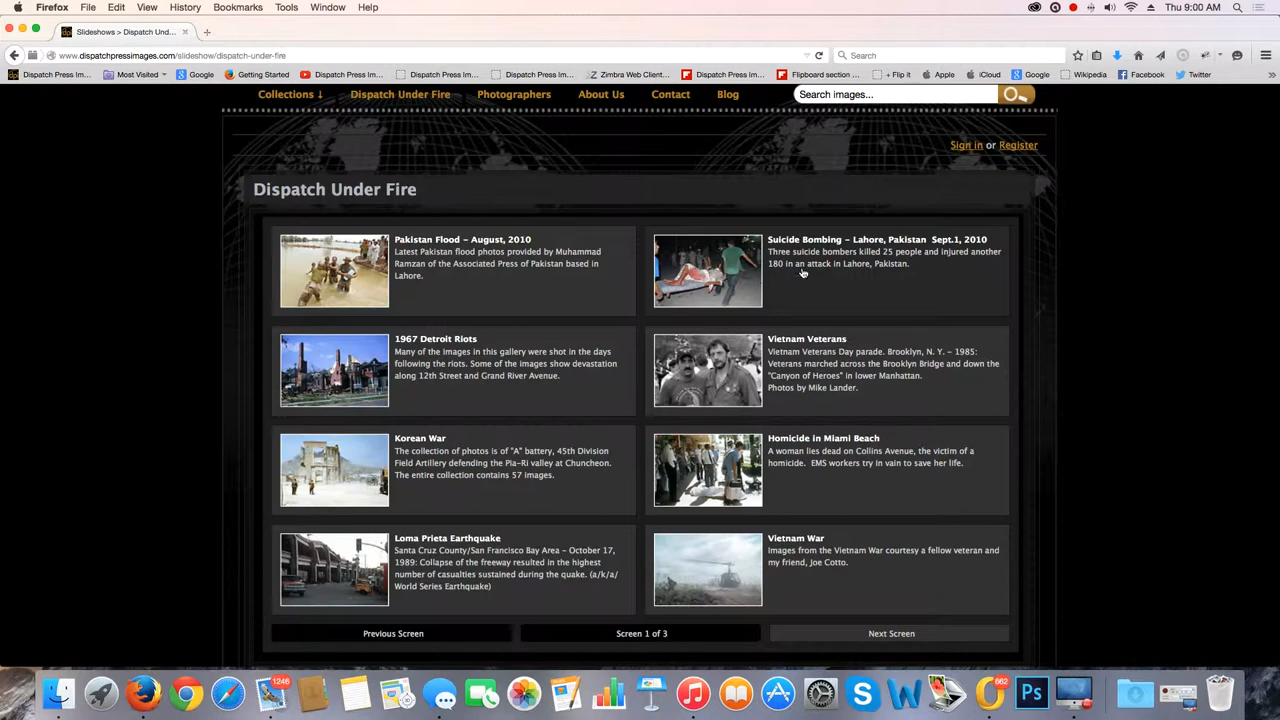 Firefox File Edit View History Bookmarks Tools Window Help Thu 9:00 AM
Slideshows > Dispatch Und...
www.dispatchpressimages.com/slideshow/dispatch-under-fire Search
Dispatch Press Im... Most Visited Google Getting Started Dispatch Press Im... Dispatch Press Im... Dispatch Press Im... Zimbra Web Client... Dispatch Press Im... Flipboard section ... + Flip it Apple iCloud Google Wikipedia Facebook Twitter
Collections ↓ Dispatch Under Fire Photographers About Us Contact Blog Search images...
Sign in or Register
Dispatch Under Fire
Pakistan Flood - August, 2010
Latest Pakistan flood photos provided by Muhammad
Ramzan of the Associated Press of Pakistan based in
Lahore.
Suicide Bombing - Lahore, Pakistan Sept.1, 2010
Three suicide bombers killed 25 people and injured another
180 in an attack in Lahore, Pakistan.
1967 Detroit Riots
Many of the images in this gallery were shot in the days
following the riots. Some of the images show devastation
along 12th Street and Grand River Avenue.
Vietnam Veterans
Vietnam Veterans Day parade. Brooklyn, N. Y. - 1985:
Veterans marched across the Brooklyn Bridge and down the
"Canyon of Heroes" in lower Manhattan.
Photos by Mike Lander.
Korean War
The collection of photos is of "A" battery, 45th Division
Field Artillery defending the Pia-Ri valley at Chuncheon.
The entire collection contains 57 images.
Homicide in Miami Beach
A woman lies dead on Collins Avenue, the victim of a
homicide. EMS workers try in vain to save her life.
Loma Prieta Earthquake
Santa Cruz County/San Francisco Bay Area - October 17,
1989: Collapse of the freeway resulted in the highest
number of casualties sustained during the quake. (a/k/a/
World Series Earthquake)
Vietnam War
Images from the Vietnam War courtesy a fellow veteran and
my friend, Joe Cotto.
Previous Screen Screen 1 of 3 Next Screen
1246 662
Ps